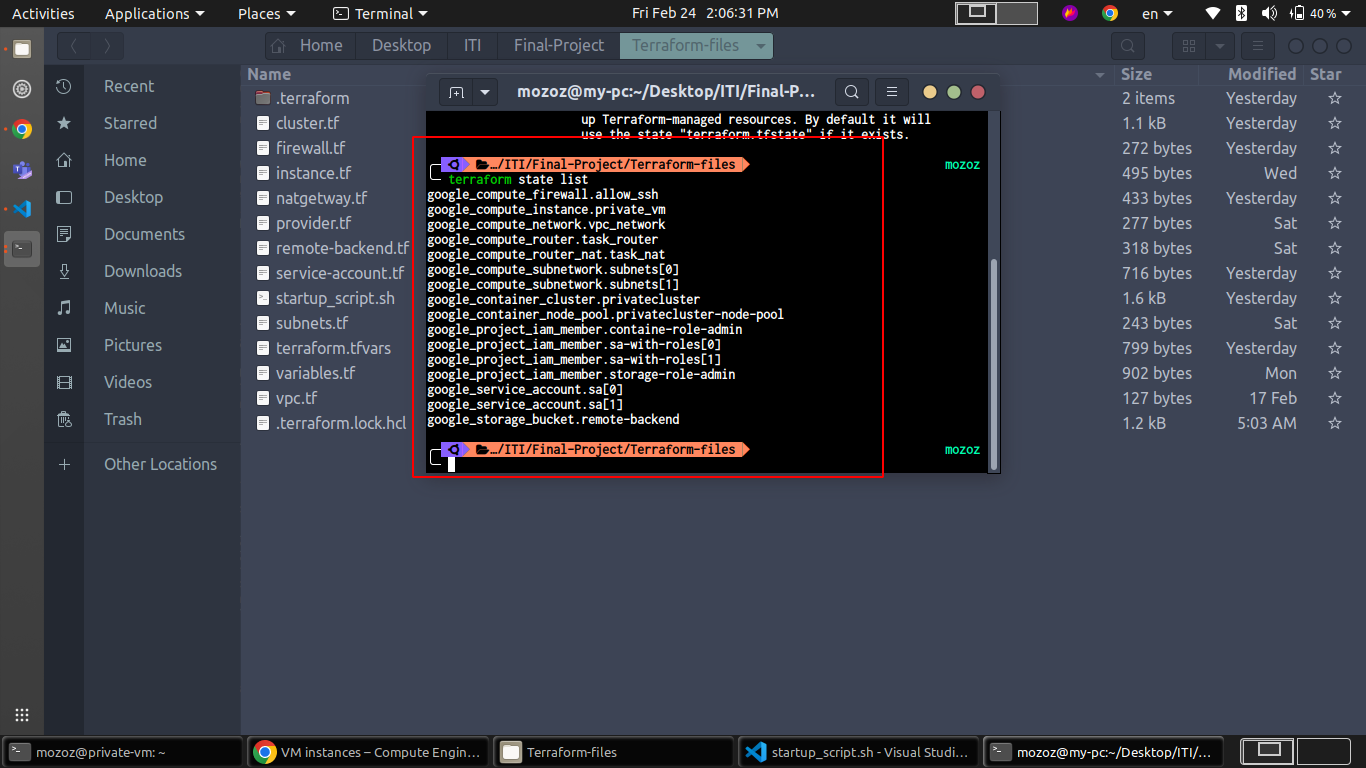 Activities Applications Places Terminal Fri Feb 24 2:06:31 PM en 40 %
Home Desktop ITI Final-Project Terraform-files
Recent
Starred
Home
Desktop
Documents
Downloads
Music
Pictures
Videos
Trash
Other Locations
Name Size Modified Star
.terraform 2 items Yesterday
cluster.tf 1.1 kB Yesterday
firewall.tf 272 bytes Yesterday
instance.tf 495 bytes Wed
natgetway.tf 433 bytes Yesterday
provider.tf 277 bytes Sat
remote-backend.tf 318 bytes Sat
service-account.tf 716 bytes Yesterday
startup_script.sh 1.6 kB Yesterday
subnets.tf 243 bytes Sat
terraform.tfvars 799 bytes Yesterday
variables.tf 902 bytes Mon
vpc.tf 127 bytes 17 Feb
.terraform.lock.hcl 1.2 kB 5:03 AM
mozoz@my-pc:~/Desktop/ITI/Final-P...
up Terraform-managed resources. By default it will
use the state "terraform.tfstate" if it exists.
…/ITI/Final-Project/Terraform-files mozoz
terraform state list
google_compute_firewall.allow_ssh
google_compute_instance.private_vm
google_compute_network.vpc_network
google_compute_router.task_router
google_compute_router_nat.task_nat
google_compute_subnetwork.subnets[0]
google_compute_subnetwork.subnets[1]
google_container_cluster.privatecluster
google_container_node_pool.privatecluster-node-pool
google_project_iam_member.containe-role-admin
google_project_iam_member.sa-with-roles[0]
google_project_iam_member.sa-with-roles[1]
google_project_iam_member.storage-role-admin
google_service_account.sa[0]
google_service_account.sa[1]
google_storage_bucket.remote-backend
…/ITI/Final-Project/Terraform-files mozoz
mozoz@private-vm: ~
VM instances – Compute Engin...
Terraform-files
startup_script.sh - Visual Studi...
mozoz@my-pc:~/Desktop/ITI/...